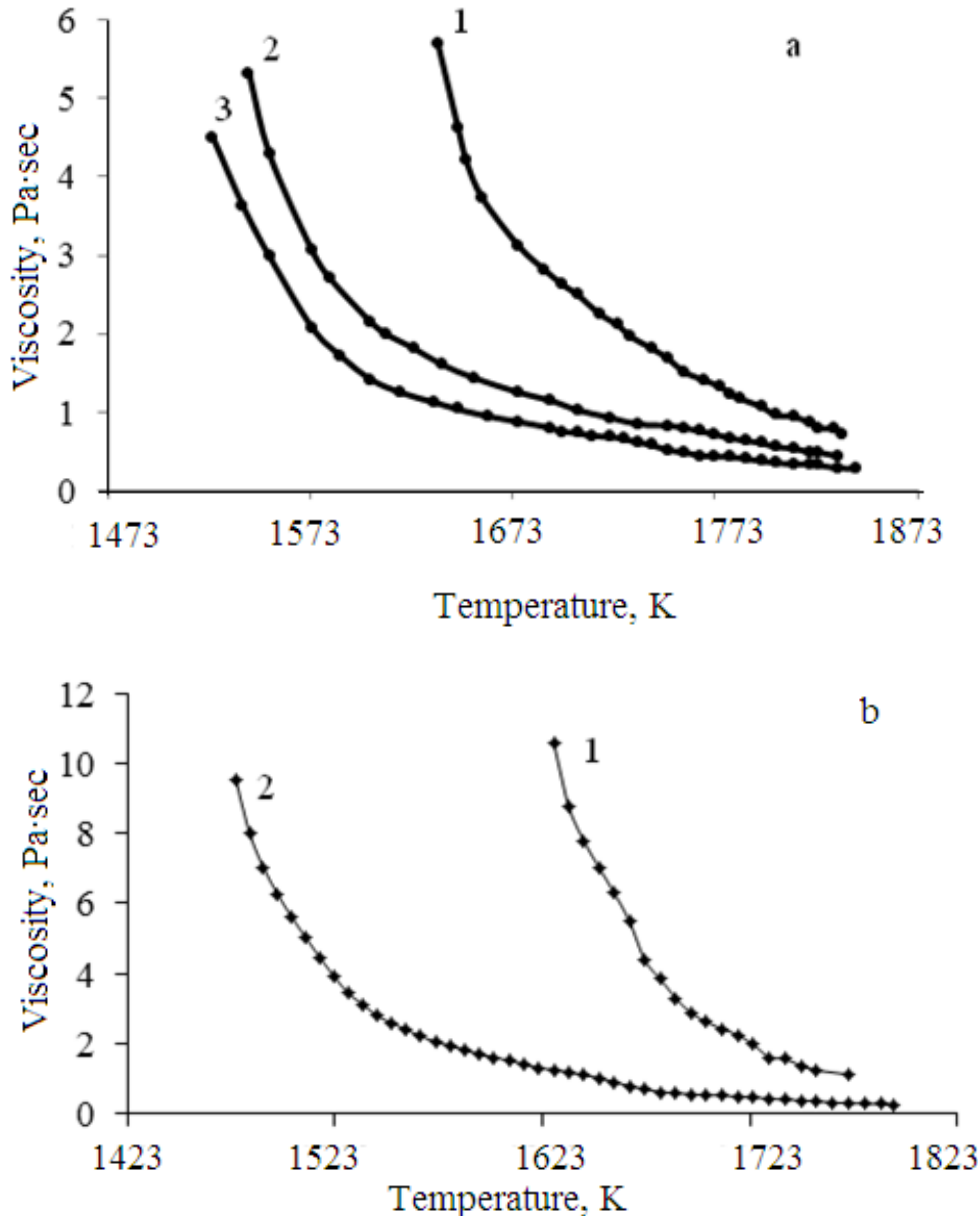 6
1
a
2
5
3
4
3
2
1
0
1473 1573 1673 1773 1873
Viscosity, Pa·sec
Temperature, K
12
b
1
10
2
8
6
4
2
0
1423 1523 1623 1723 1823
Viscosity, Pa·sec
Temperature, K